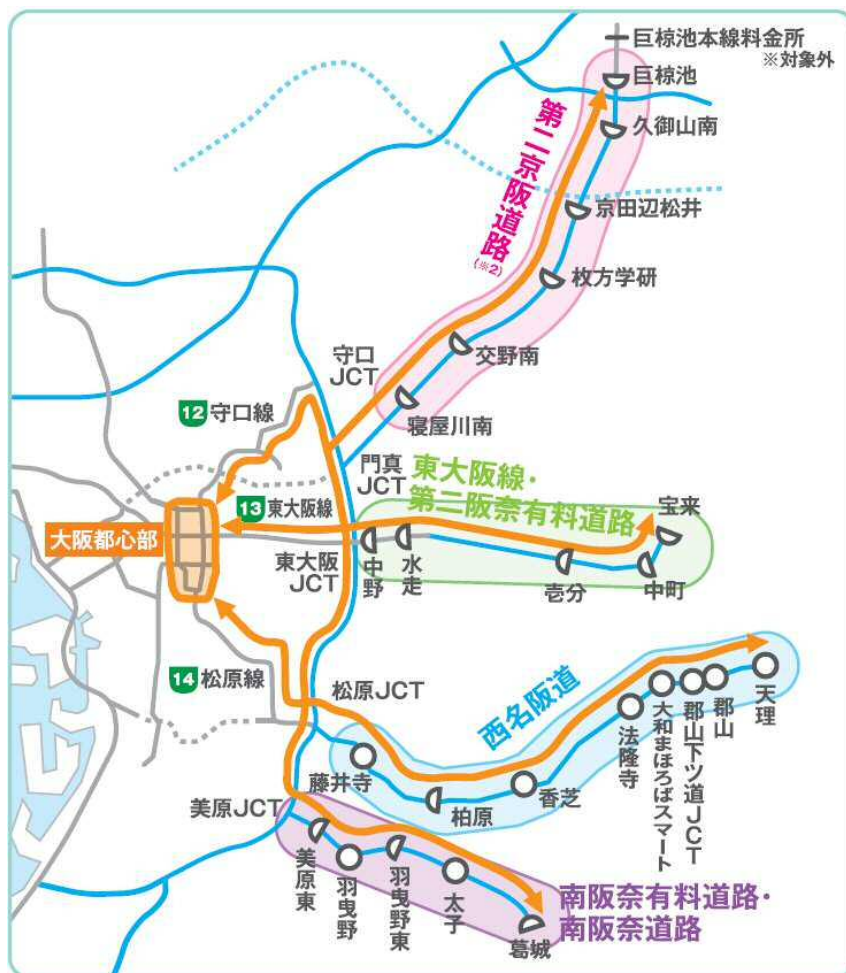 巨椋池本線料金所
※対象外
巨椋池
久御山南
第二京阪道路
(※2)
京田辺松井
枚方学研
守口
JCT
交野南
12 守口線
寝屋川南
門真
JCT
東大阪線・
第二阪奈有料道路
宝来
13 東大阪線
大阪都心部
東大阪
JCT
中野
水走
壱分
中町
14 松原線
松原JCT
西名阪道
藤井寺
柏原
香芝
法隆寺
大和まほろばスマート
郡山下ツ道JCT
郡山
天理
美原JCT
美原東
羽曳野
羽曳野東
太子
葛城
南阪奈有料道路・
南阪奈道路